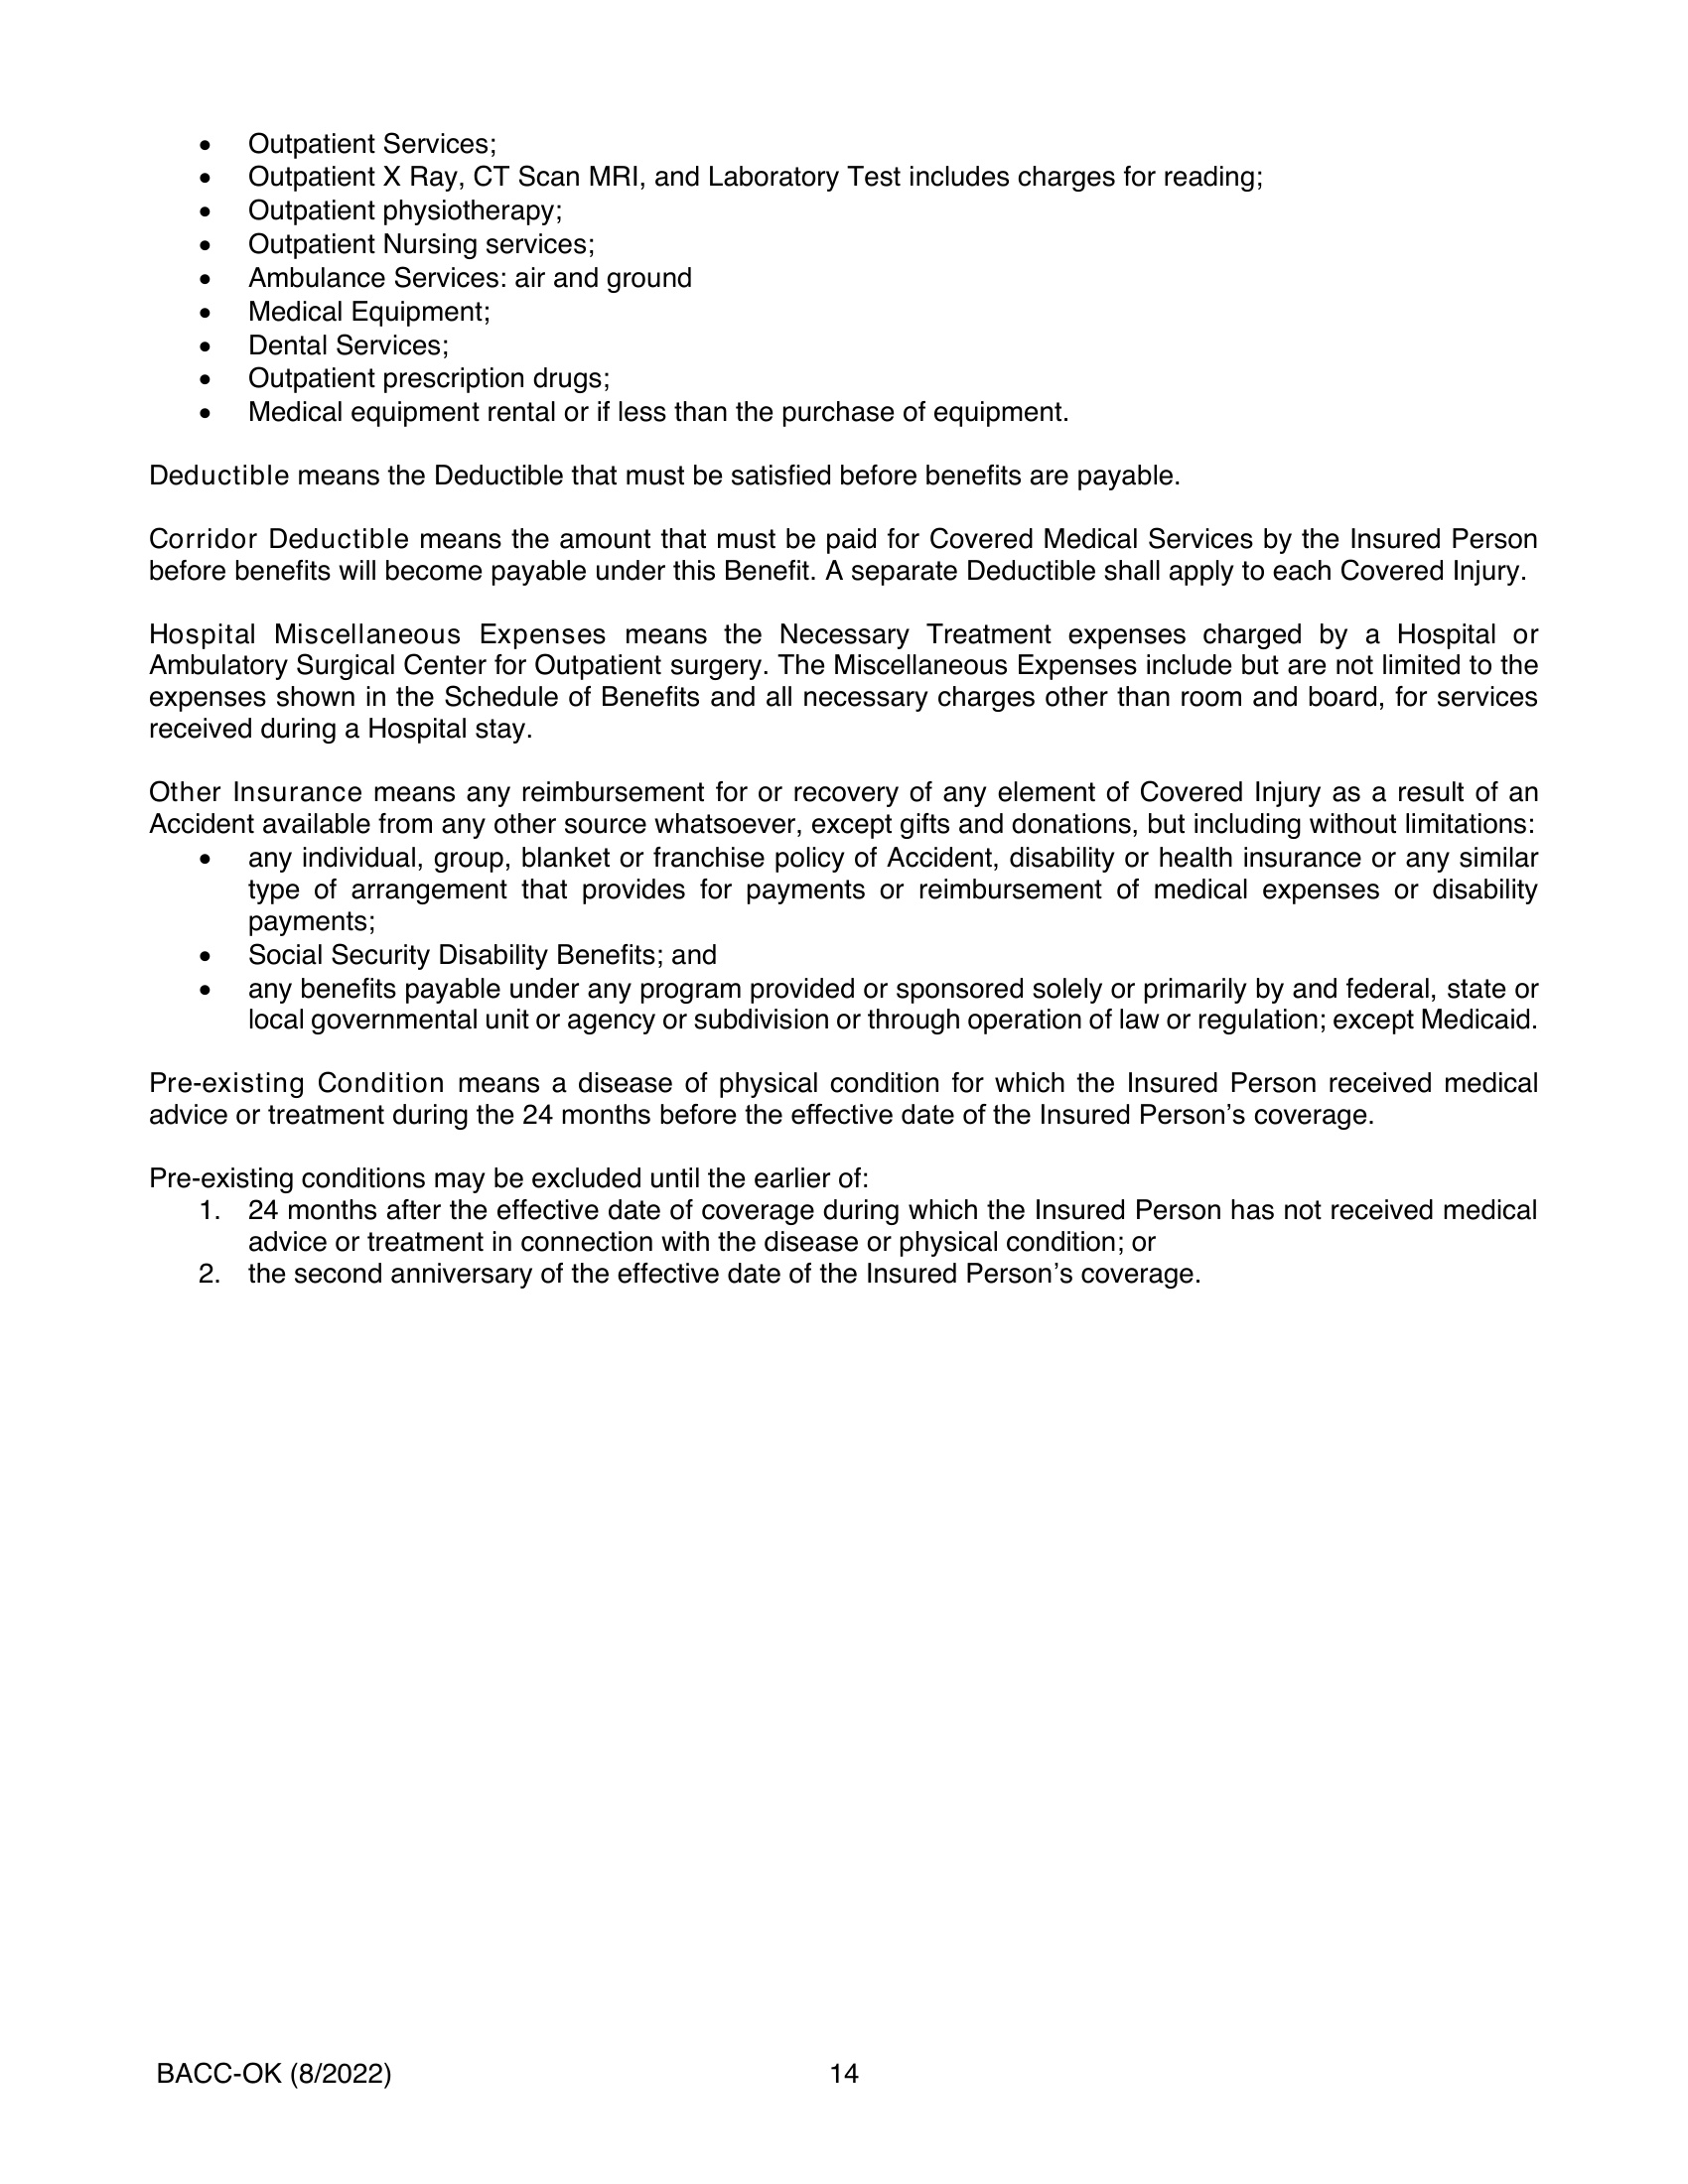 • Outpatient Services;
• Outpatient X Ray, CT Scan MRI, and Laboratory Test includes charges for reading;
• Outpatient physiotherapy;
• Outpatient Nursing services;
• Ambulance Services: air and ground
• Medical Equipment;
• Dental Services;
• Outpatient prescription drugs;
• Medical equipment rental or if less than the purchase of equipment.
Deductible means the Deductible that must be satisfied before benefits are payable.
Corridor Deductible means the amount that must be paid for Covered Medical Services by the Insured Person
before benefits will become payable under this Benefit. A separate Deductible shall apply to each Covered Injury.
Hospital Miscellaneous Expenses means the Necessary Treatment expenses charged by a Hospital or
Ambulatory Surgical Center for Outpatient surgery. The Miscellaneous Expenses include but are not limited to the
expenses shown in the Schedule of Benefits and all necessary charges other than room and board, for services
received during a Hospital stay.
Other Insurance means any reimbursement for or recovery of any element of Covered Injury as a result of an
Accident available from any other source whatsoever, except gifts and donations, but including without limitations:
• any individual, group, blanket or franchise policy of Accident, disability or health insurance or any similar
type of arrangement that provides for payments or reimbursement of medical expenses or disability
payments;
• Social Security Disability Benefits; and
• any benefits payable under any program provided or sponsored solely or primarily by and federal, state or
local governmental unit or agency or subdivision or through operation of law or regulation; except Medicaid.
Pre-existing Condition means a disease of physical condition for which the Insured Person received medical
advice or treatment during the 24 months before the effective date of the Insured Person’s coverage.
Pre-existing conditions may be excluded until the earlier of:
1. 24 months after the effective date of coverage during which the Insured Person has not received medical
advice or treatment in connection with the disease or physical condition; or
2. the second anniversary of the effective date of the Insured Person’s coverage.
BACC-OK (8/2022) 14